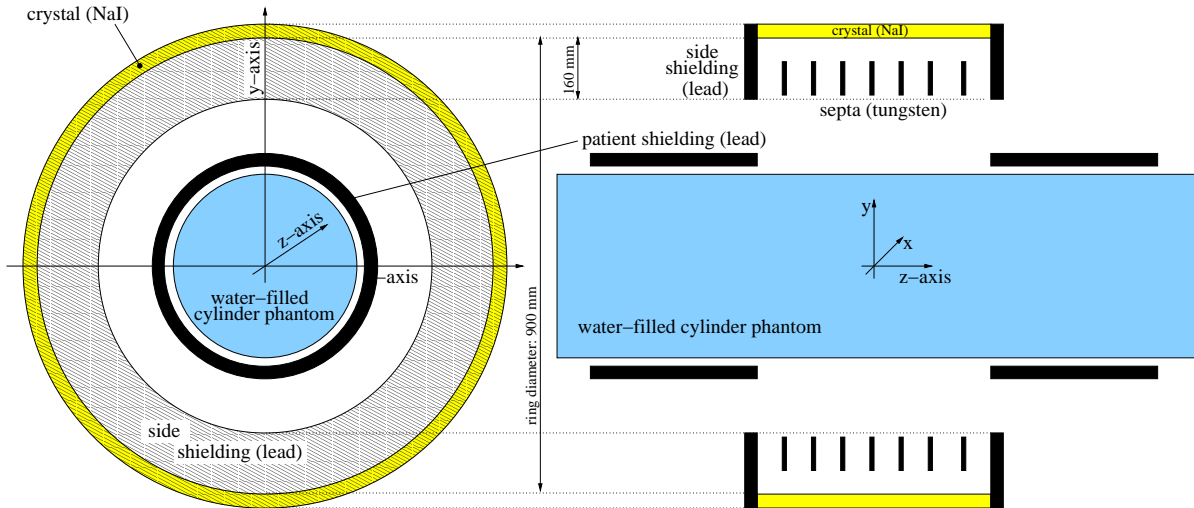 crystal (NaI)
y−axis
z−axis
−axis
water−filled
cylinder phantom
side
shielding (lead)
patient shielding (lead)
ring diameter: 900 mm
160 mm
side
shielding
(lead)
crystal (NaI)
septa (tungsten)
y
x
z−axis
water−filled cylinder phantom